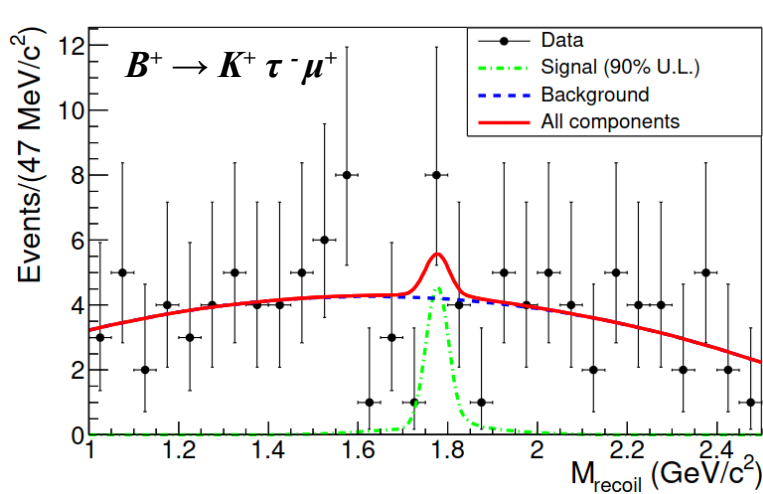 B⁺ → K⁺ τ⁻ μ⁺
Data
Signal (90% U.L.)
Background
All components
Events/(47 MeV/c²)
12
10
8
6
4
2
0
1 1.2 1.4 1.6 1.8 2 2.2 2.4
M_recoil (GeV/c²)